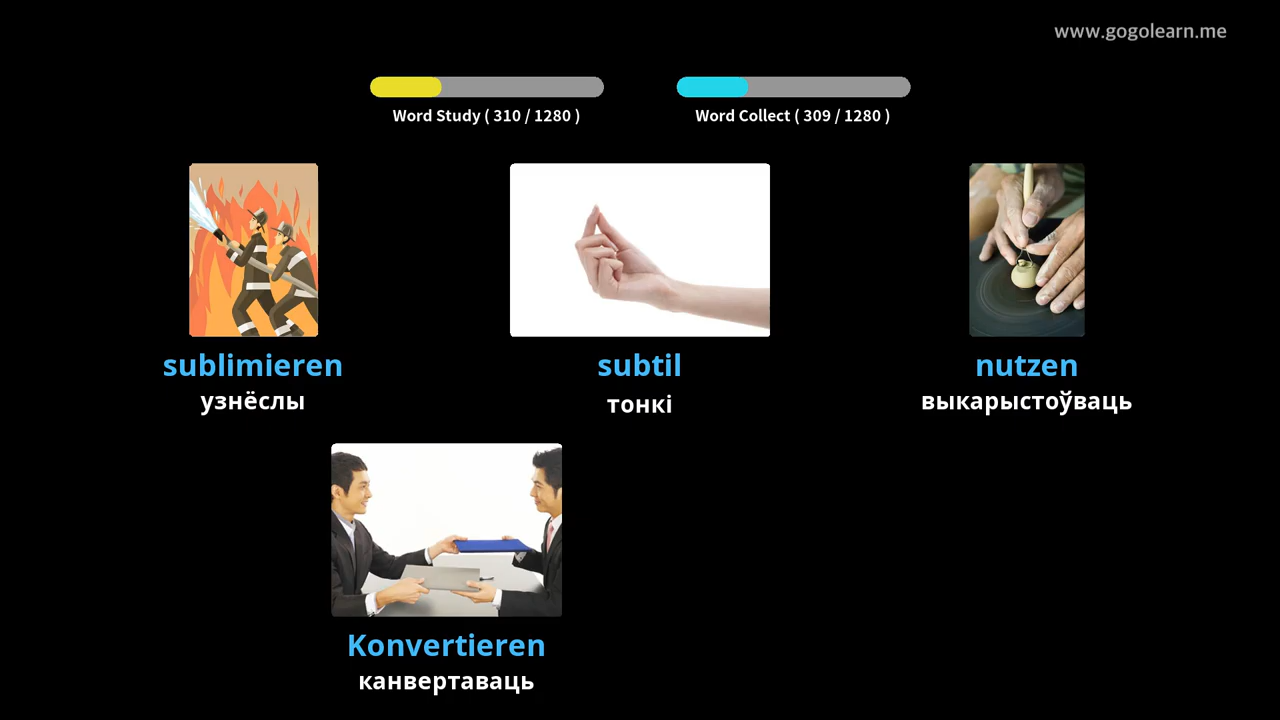 www.gogolearn.me
Word Study ( 310 / 1280 )
Word Collect ( 309 / 1280 )
sublimieren
узнёслы
subtil
тонкі
nutzen
выкарыстоўваць
Konvertieren
канвертаваць